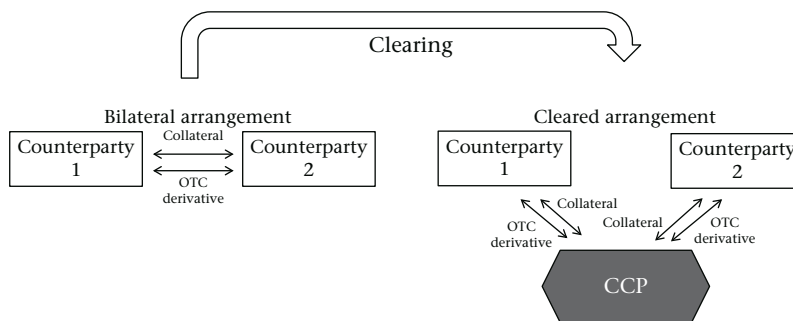 Clearing
Bilateral arrangement
Counterparty
1
Collateral
OTC
derivative
Counterparty
2
Cleared arrangement
Counterparty
1
Counterparty
2
Collateral
OTC
derivative
Collateral
OTC
derivative
CCP